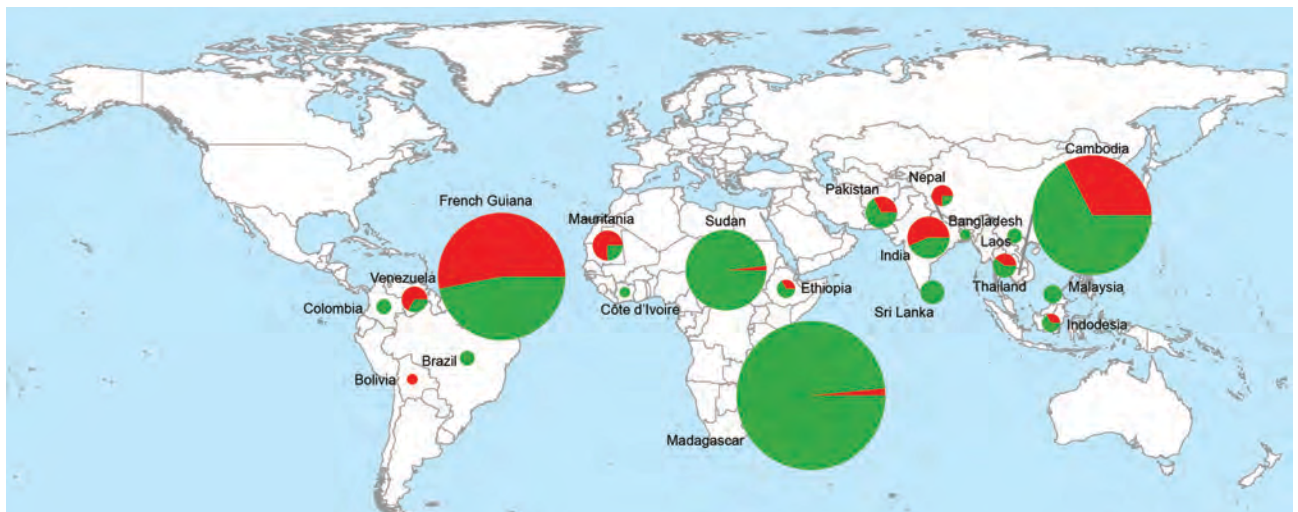 Cambodia
Nepal
Pakistan
French Guiana
Mauritania
Sudan
Bangladesh
Laos
India
Venezuela
Thailand
Malaysia
Ethiopia
Colombia
Côte d'Ivoire
Sri Lanka
Indodesia
Brazil
Bolivia
Madagascar